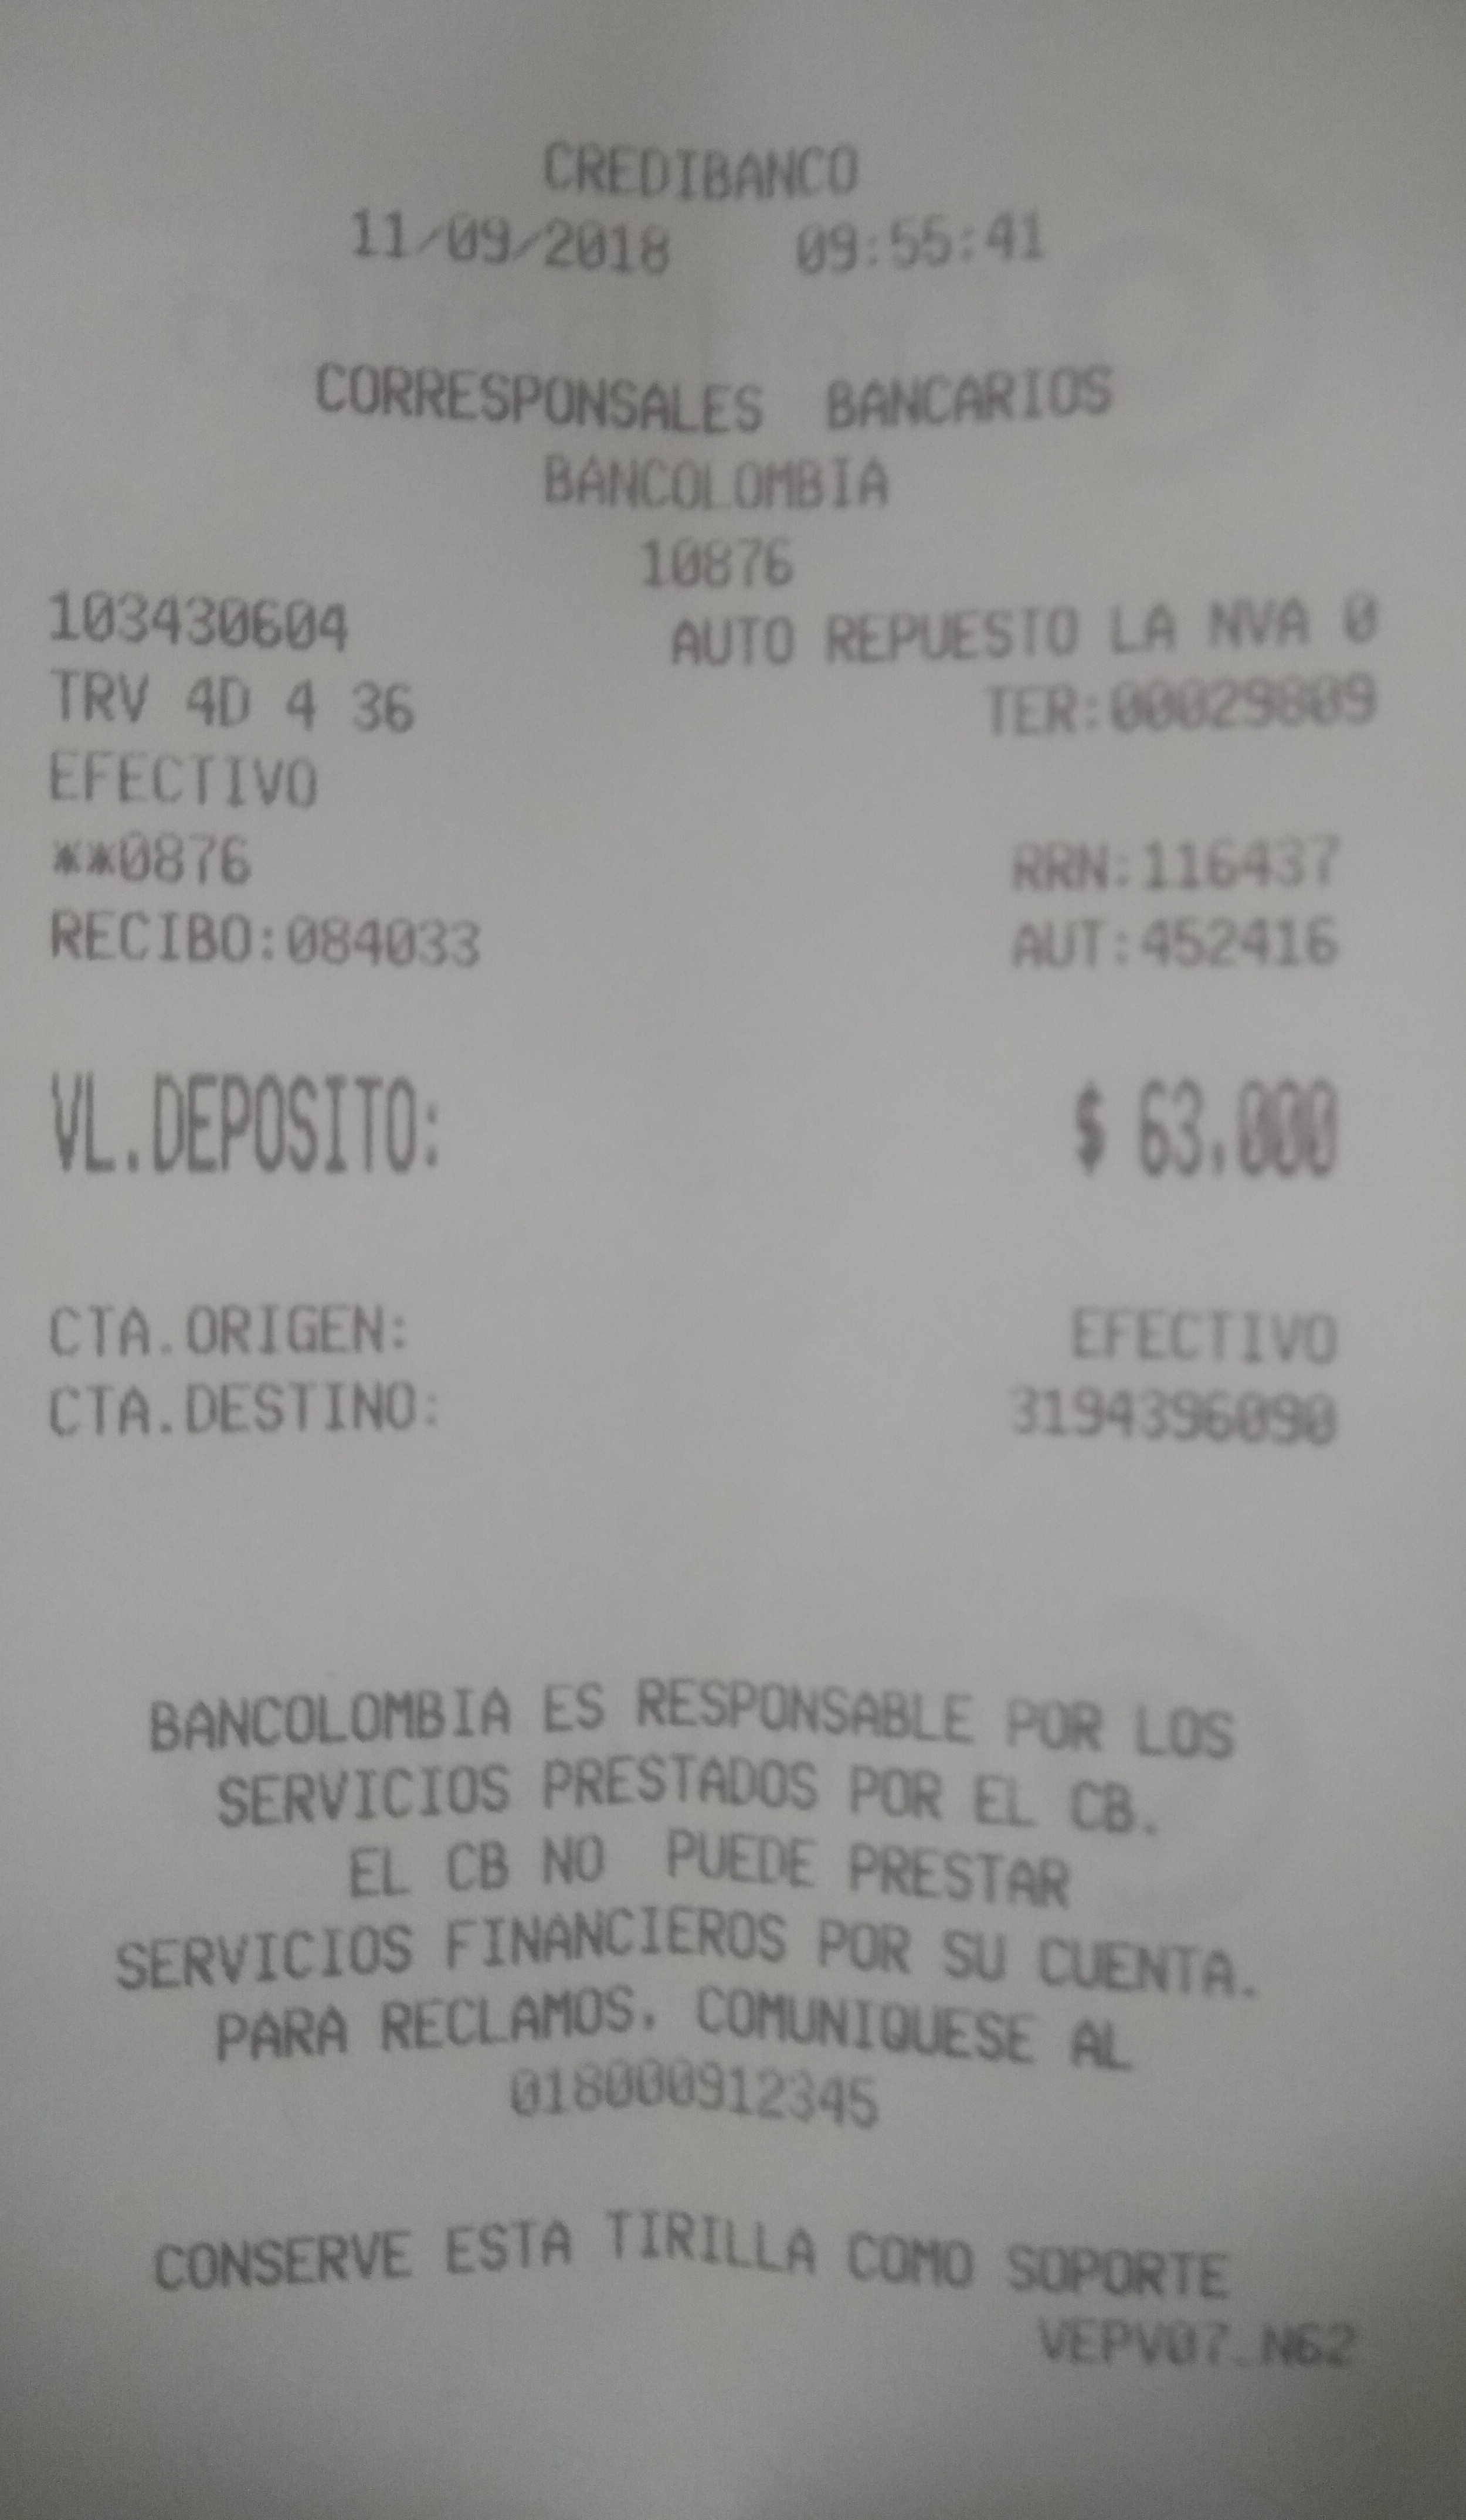 CREDIBANCO
11/09/2018 09:55:41
CORRESPONSALES BANCARIOS
BANCOLOMBIA
10876
103430604 AUTO REPUESTO LA NVA 0
TRV 4D 4 36 TER:00029809
EFECTIVO
**0876 RRN:116437
RECIBO:084033 AUT:452416
VL.DEPOSITO: $ 63.000
CTA.ORIGEN: EFECTIVO
CTA.DESTINO: 3194396090
BANCOLOMBIA ES RESPONSABLE POR LOS
SERVICIOS PRESTADOS POR EL CB.
EL CB NO PUEDE PRESTAR
SERVICIOS FINANCIEROS POR SU CUENTA.
PARA RECLAMOS. COMUNIQUESE AL
018000912345
CONSERVE ESTA TIRILLA COMO SOPORTE
VEPV07_N62